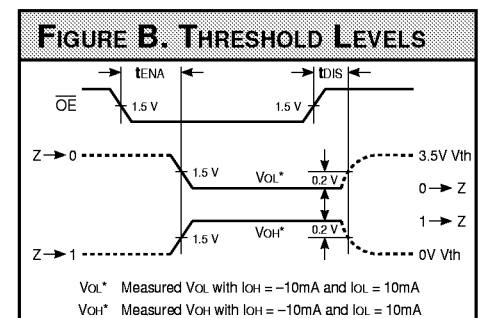 FIGURE B. THRESHOLD LEVELS
tENA tDIS
OE 1.5 V 1.5 V
Z→0 3.5V Vth
1.5 V VOL* 0.2 V 0→Z
1→Z
Z→1 1.5 V VOH* 0.2 V 0V Vth
VOL* Measured VOL with IOH = –10mA and IOL = 10mA
VOH* Measured VOH with IOH = –10mA and IOL = 10mA